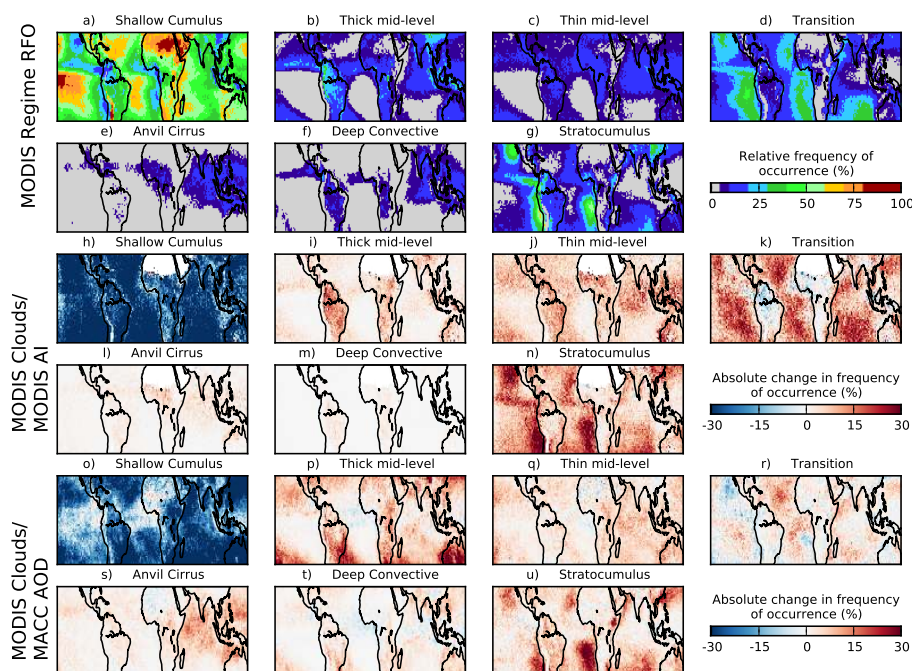 a) Shallow Cumulus
b) Thick mid-level
c) Thin mid-level
d) Transition
MODIS Regime RFO
e) Anvil Cirrus
f) Deep Convective
g) Stratocumulus
Relative frequency of
occurrence (%)
0 25 50 75 100
h) Shallow Cumulus
i) Thick mid-level
j) Thin mid-level
k) Transition
MODIS Clouds/
MODIS AI
l) Anvil Cirrus
m) Deep Convective
n) Stratocumulus
Absolute change in frequency
of occurrence (%)
-30 -15 0 15 30
o) Shallow Cumulus
p) Thick mid-level
q) Thin mid-level
r) Transition
MODIS Clouds/
MACC AOD
s) Anvil Cirrus
t) Deep Convective
u) Stratocumulus
Absolute change in frequency
of occurrence (%)
-30 -15 0 15 30